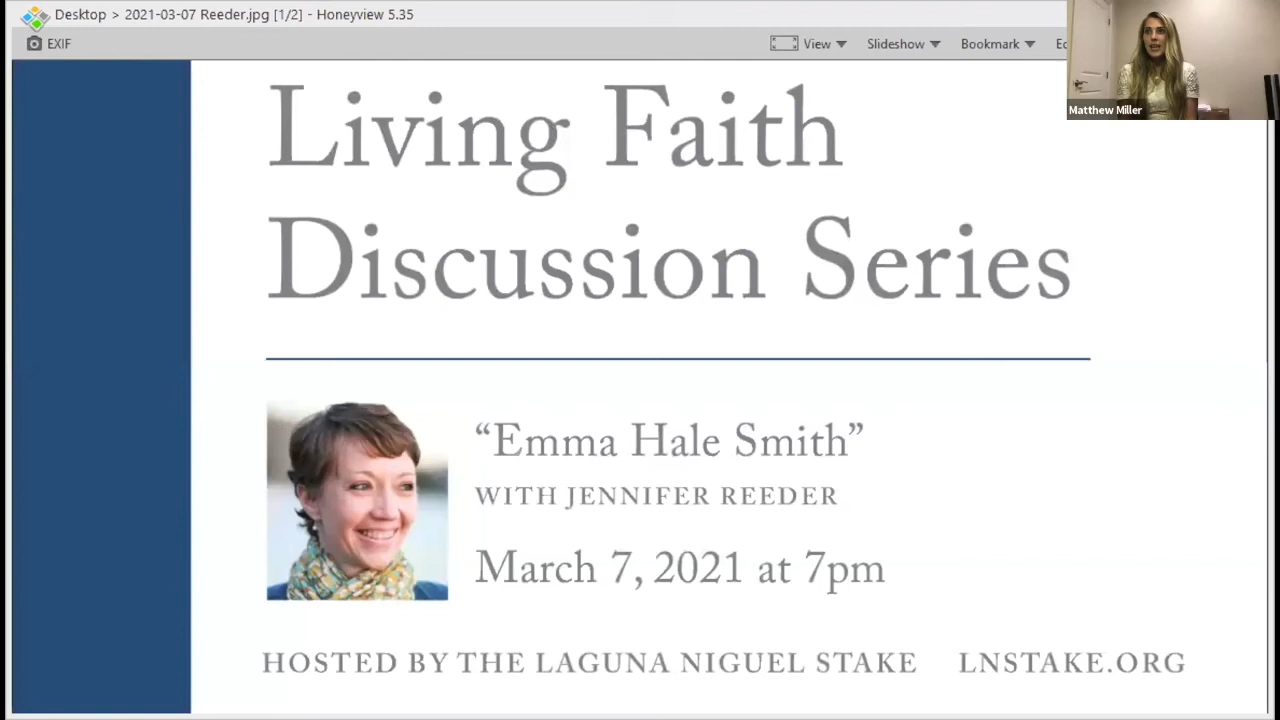 Desktop > 2021-03-07 Reeder.jpg [1/2] - Honeyview 5.35
EXIF
View Slideshow Bookmark
Matthew Miller
Living Faith
Discussion Series
“Emma Hale Smith”
WITH JENNIFER REEDER
March 7, 2021 at 7pm
HOSTED BY THE LAGUNA NIGUEL STAKE LNSTAKE.ORG